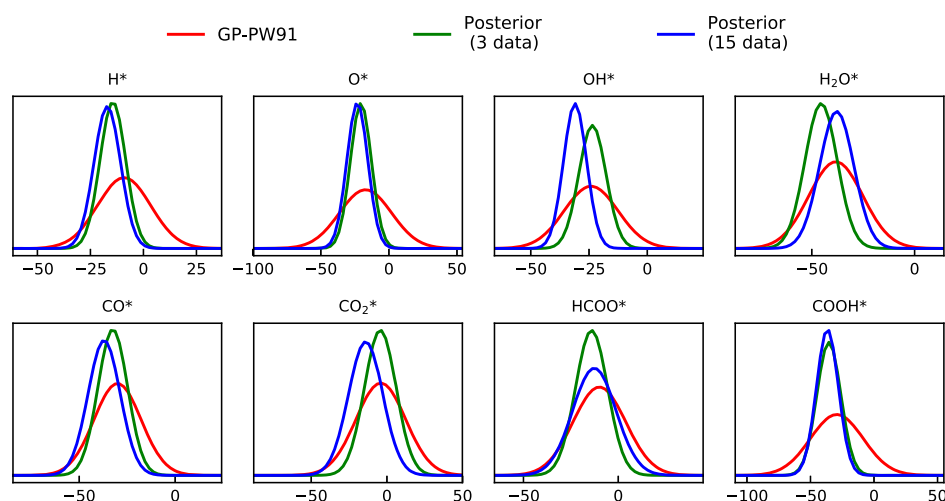 GP-PW91
Posterior
(3 data)
Posterior
(15 data)
H*
O*
OH*
H₂O*
−50 −25 0 25
−100 −50 0 50
−50 −25 0
−50 0
CO*
CO₂*
HCOO*
COOH*
−50 0
−50 0 50
−50 0
−100 −50 0 50